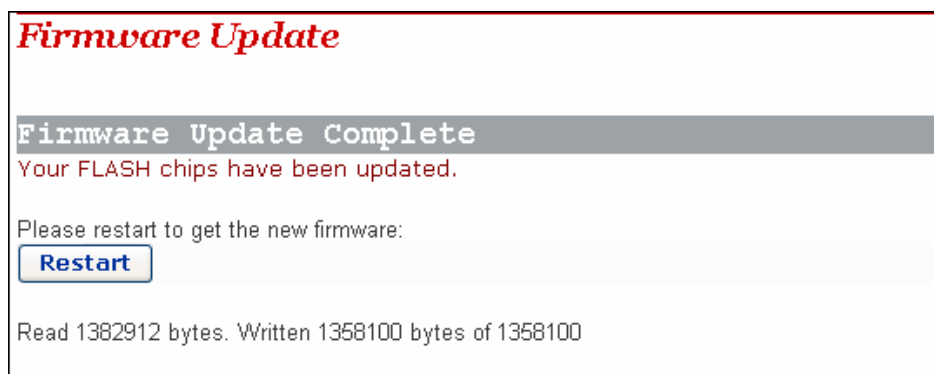 Firmware Update
Firmware Update Complete
Your FLASH chips have been updated.
Please restart to get the new firmware:
Restart
Read 1382912 bytes. Written 1358100 bytes of 1358100